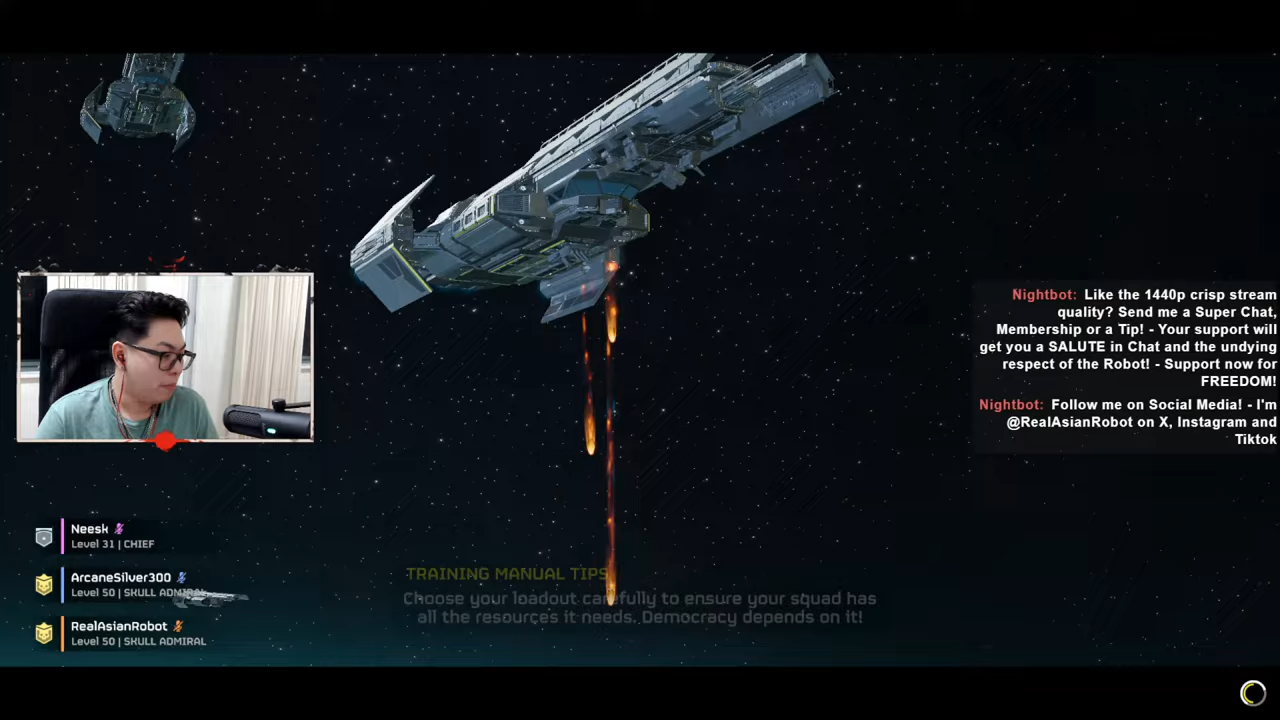 Nightbot: Like the 1440p crisp stream
quality? Send me a Super Chat,
Membership or a Tip! - Your support will
get you a SALUTE in Chat and the undying
respect of the Robot! - Support now for
FREEDOM!
Nightbot: Follow me on Social Media! - I'm
@RealAsianRobot on X, Instagram and
Tiktok
Neesk
Level 31 | CHIEF
ArcaneSilver300
Level 50 | SKULL ADMIRAL
RealAsianRobot
Level 50 | SKULL ADMIRAL
TRAINING MANUAL TIPS
Choose your loadout carefully to ensure your squad has
all the resources it needs. Democracy depends on it!